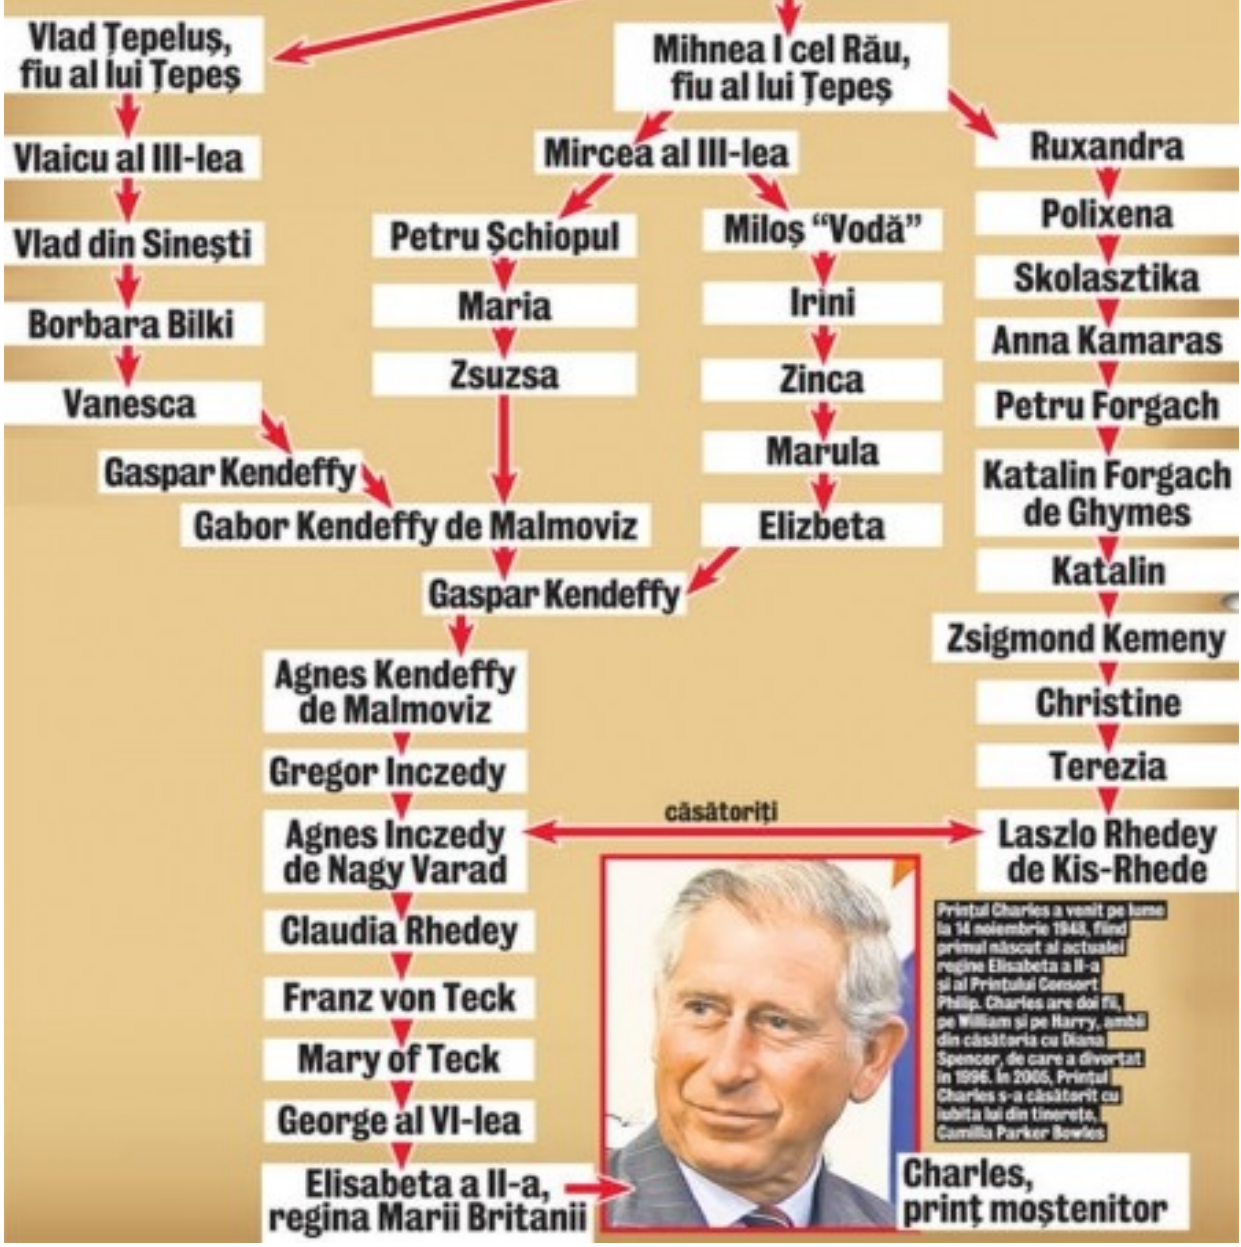 Vlad Țepeluș,
fiu al lui Țepeș
Vlaicu al III-lea
Vlad din Sinești
Borbara Bilki
Vanesca
Gaspar Kendeffy
Gabor Kendeffy de Malmoviz
Mihnea I cel Rău,
fiu al lui Țepeș
Mircea al III-lea
Petru Șchiopul
Maria
Zsuzsa
Miloș “Vodă”
Irini
Zinca
Marula
Elizbeta
Gaspar Kendeffy
Agnes Kendeffy
de Malmoviz
Gregor Inczedy
Agnes Inczedy
de Nagy Varad
căsătoriți
Claudia Rhedey
Franz von Teck
Mary of Teck
George al VI-lea
Elisabeta a II-a,
regina Marii Britanii
Ruxandra
Polixena
Skolasztika
Anna Kamaras
Petru Forgach
Katalin Forgach
de Ghymes
Katalin
Zsigmond Kemeny
Christine
Terezia
Laszlo Rhedey
de Kis-Rhede
Prințul Charles a venit pe lume
la 14 noiembrie 1948, fiind
primul născut al actualei
regine Elisabeta a II-a
și al Prințului Consort
Philip. Charles are doi fii,
pe William și pe Harry, ambii
din căsătoria cu Diana
Spencer, de care a divorțat
în 1996. În 2005, Prințul
Charles s-a căsătorit cu
iubita lui din tinerețe,
Camilla Parker Bowles
Charles,
prinț moștenitor